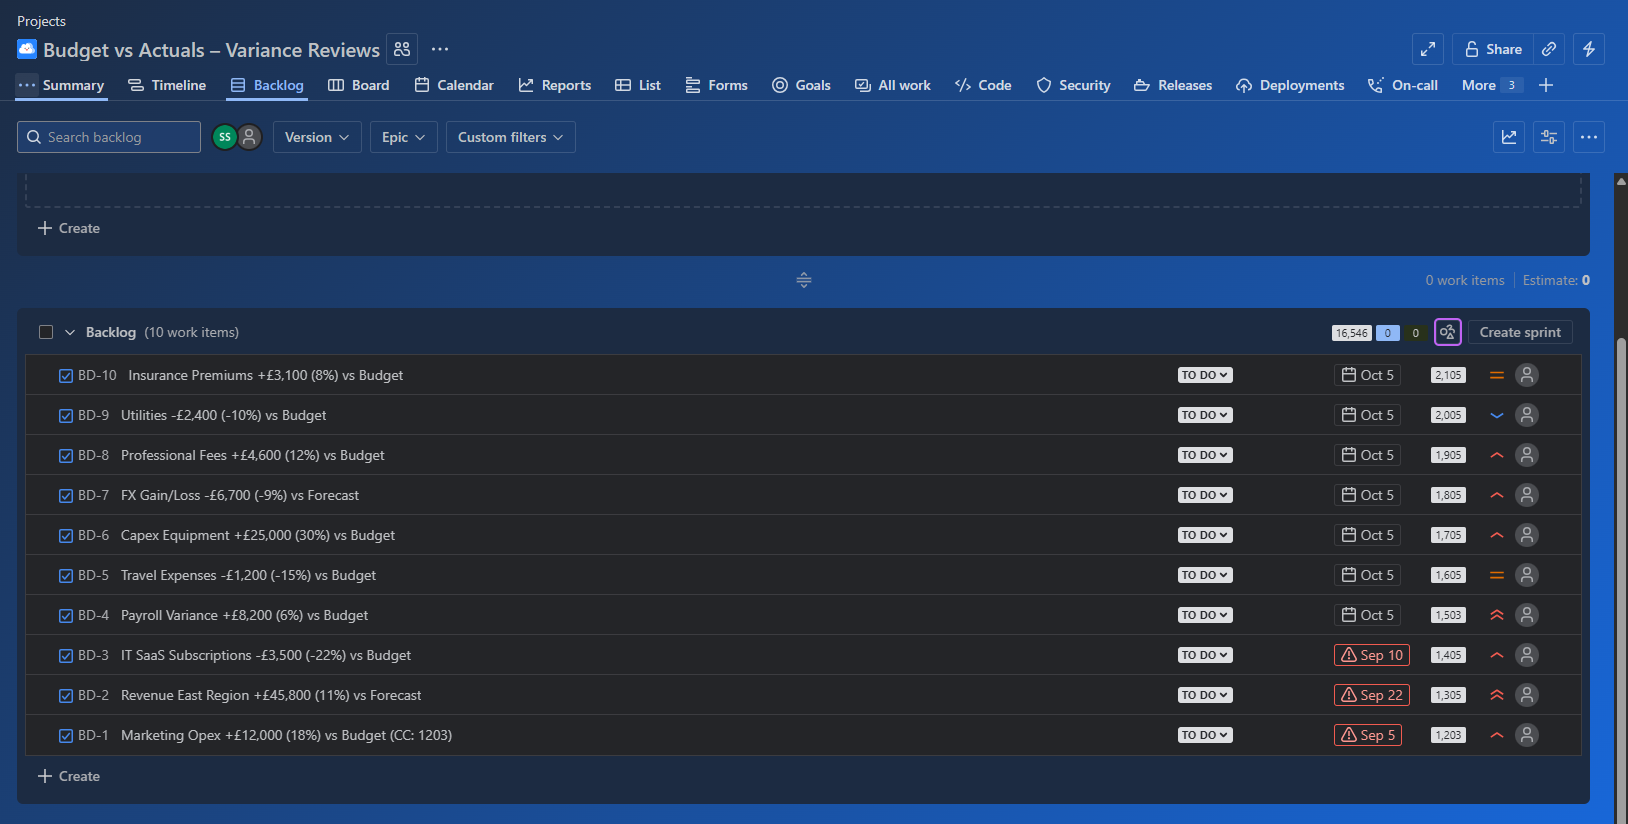 Projects
Budget vs Actuals – Variance Reviews
Share
Summary Timeline Backlog Board Calendar Reports List Forms Goals All work Code Security Releases Deployments On-call More 3
Search backlog SS Version Epic Custom filters
Create
0 work items Estimate: 0
Backlog (10 work items) 16,546 0 0 Create sprint
BD-10 Insurance Premiums +£3,100 (8%) vs Budget TO DO Oct 5 2,105
BD-9 Utilities -£2,400 (-10%) vs Budget TO DO Oct 5 2,005
BD-8 Professional Fees +£4,600 (12%) vs Budget TO DO Oct 5 1,905
BD-7 FX Gain/Loss -£6,700 (-9%) vs Forecast TO DO Oct 5 1,805
BD-6 Capex Equipment +£25,000 (30%) vs Budget TO DO Oct 5 1,705
BD-5 Travel Expenses -£1,200 (-15%) vs Budget TO DO Oct 5 1,605
BD-4 Payroll Variance +£8,200 (6%) vs Budget TO DO Oct 5 1,503
BD-3 IT SaaS Subscriptions -£3,500 (-22%) vs Budget TO DO Sep 10 1,405
BD-2 Revenue East Region +£45,800 (11%) vs Forecast TO DO Sep 22 1,305
BD-1 Marketing Opex +£12,000 (18%) vs Budget (CC: 1203) TO DO Sep 5 1,203
Create